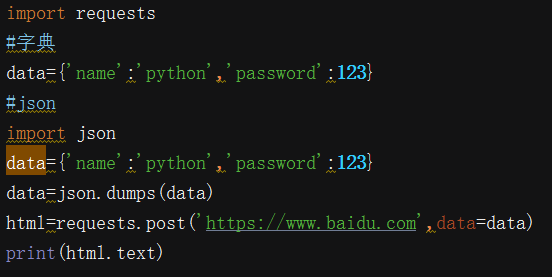 import requests
#字典
data={'name':'python','password':123}
#json
import json
data={'name':'python','password':123}
data=json.dumps(data)
html=requests.post('https://www.baidu.com',data=data)
print(html.text)